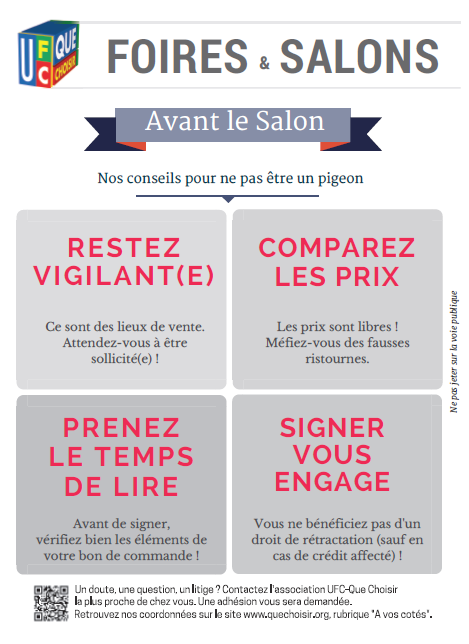 UFC
QUE
CHOISIR
FOIRES & SALONS
Avant le Salon
Nos conseils pour ne pas être un pigeon
RESTEZ
VIGILANT(E)
Ce sont des lieux de vente.
Attendez-vous à être
sollicité(e) !
COMPAREZ
LES PRIX
Les prix sont libres !
Méfiez-vous des fausses
ristournes.
PRENEZ
LE TEMPS
DE LIRE
Avant de signer,
vérifiez bien les éléments de
votre bon de commande !
SIGNER
VOUS
ENGAGE
Vous ne bénéficiez pas d'un
droit de rétractation (sauf en
cas de crédit affecté) !
Ne pas jeter sur la voie publique
Un doute, une question, un litige ? Contactez l'association UFC-Que Choisir
la plus proche de chez vous. Une adhésion vous sera demandée.
Retrouvez nos coordonnées sur le site www.quechoisir.org, rubrique "A vos cotés".